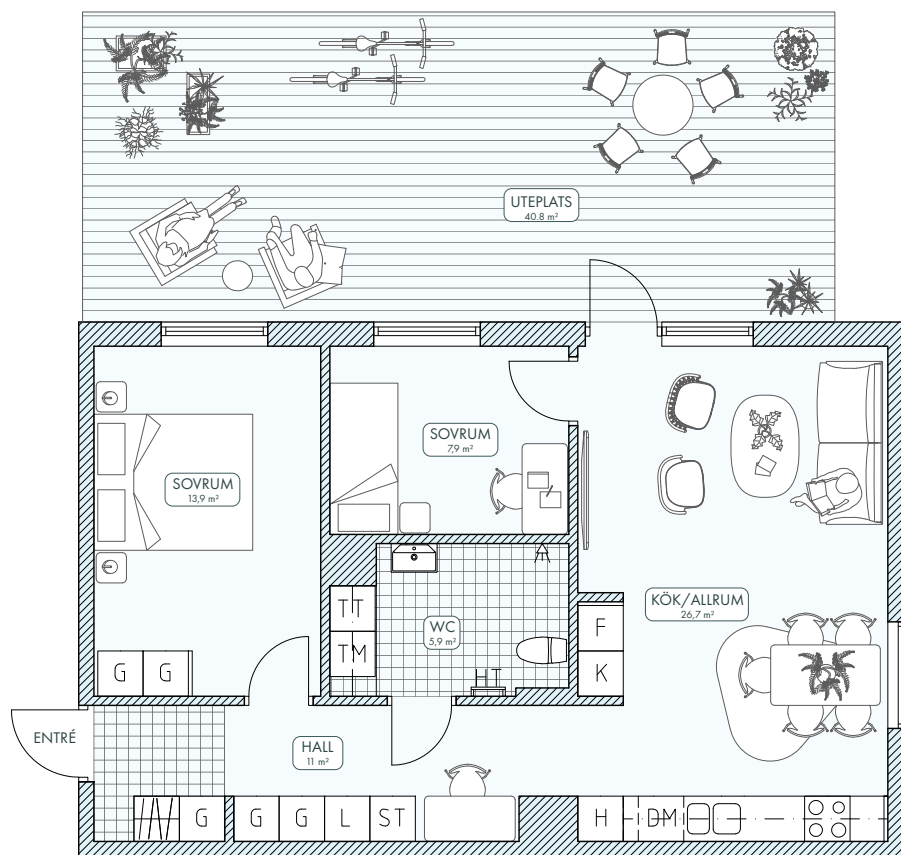 UTEPLATS
40.8 m²
SOVRUM
7,9 m²
SOVRUM
13,9 m²
KÖK/ALLRUM
26,7 m²
TT
WC
5,9 m²
F
TM
HT
K
G G
ENTRÉ
HALL
11 m²
G G G L ST H DM